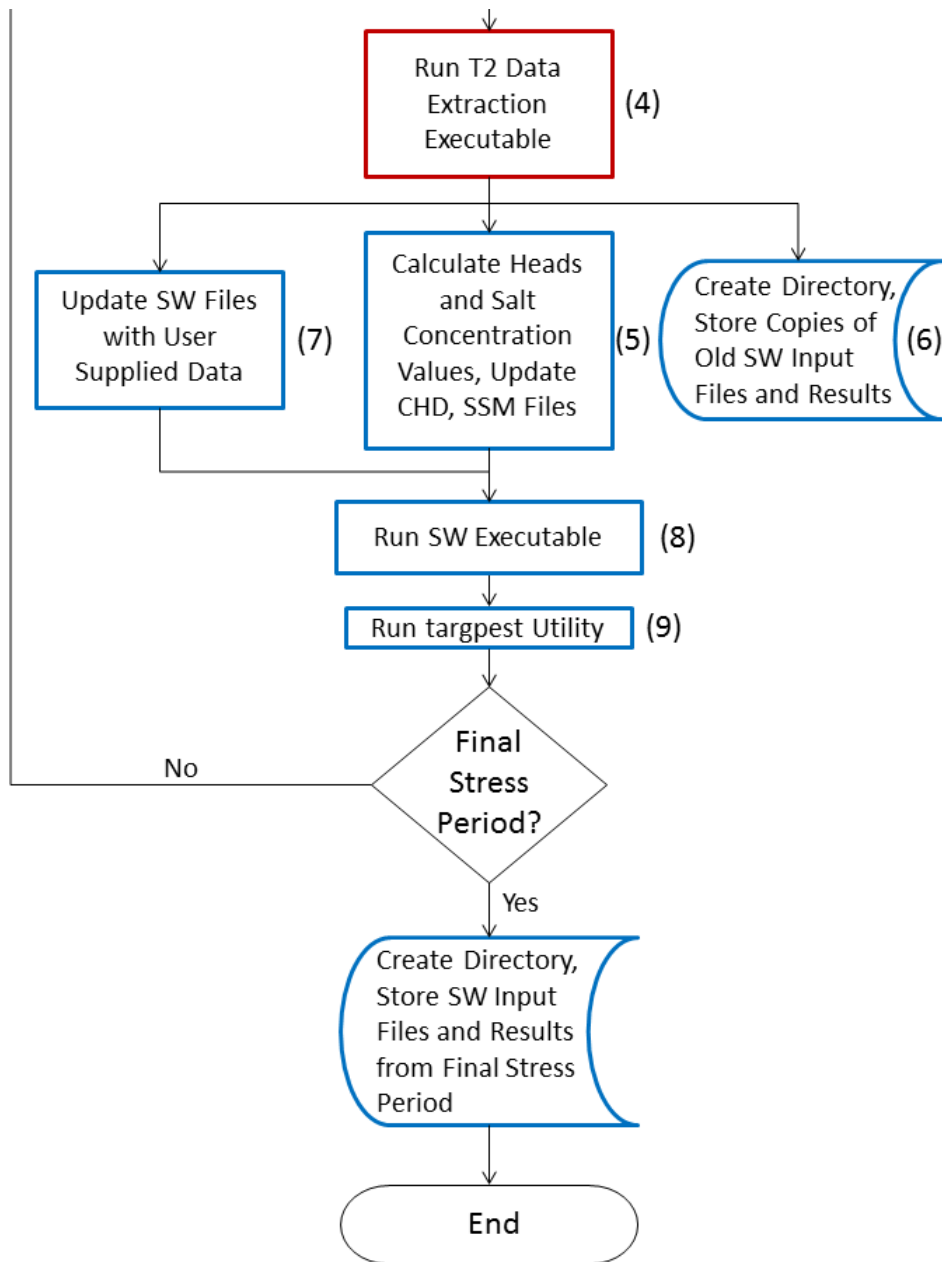 Run T2 Data
Extraction
Executable
(4)
Update SW Files
with User
Supplied Data
(7)
Calculate Heads
and Salt
Concentration
Values, Update
CHD, SSM Files
(5)
Create Directory,
Store Copies of
Old SW Input
Files and Results
(6)
Run SW Executable
(8)
Run targpest Utility
(9)
Final
Stress
Period?
No
Yes
Create Directory,
Store SW Input
Files and Results
from Final Stress
Period
End